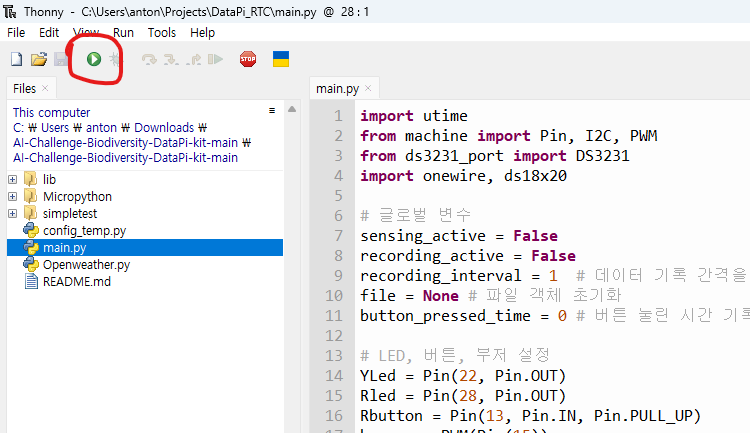 Thonny - C:\Users\anton\Projects\DataPi_RTC\main.py @ 28 : 1
File Edit View Run Tools Help
STOP
Files ×
main.py ×
This computer
C: ₩ Users ₩ anton ₩ Downloads ₩
AI-Challenge-Biodiversity-DataPi-kit-main ₩
AI-Challenge-Biodiversity-DataPi-kit-main
lib
Micropython
simpletest
config_temp.py
main.py
Openweather.py
README.md
1 import utime
2 from machine import Pin, I2C, PWM
3 from ds3231_port import DS3231
4 import onewire, ds18x20
5
6 # 글로벌 변수
7 sensing_active = False
8 recording_active = False
9 recording_interval = 1 # 데이터 기록 간격을
10 file = None # 파일 객체 초기화
11 button_pressed_time = 0 # 버튼 눌린 시간 기록
12
13 # LED, 버튼, 부저 설정
14 YLed = Pin(22, Pin.OUT)
15 Rled = Pin(28, Pin.OUT)
16 Rbutton = Pin(13, Pin.IN, Pin.PULL_UP)